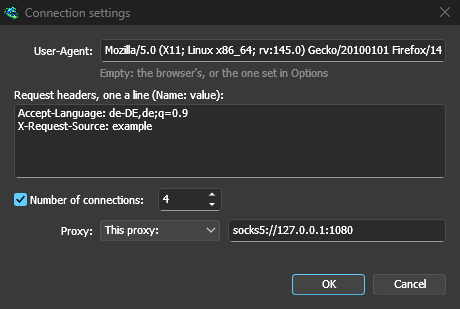 Connection settings
User-Agent: Mozilla/5.0 (X11; Linux x86_64; rv:145.0) Gecko/20100101 Firefox/14
Empty: the browser's, or the one set in Options
Request headers, one a line (Name: value):
Accept-Language: de-DE,de;q=0.9
X-Request-Source: example
Number of connections: 4
Proxy: This proxy: socks5://127.0.0.1:1080
OK Cancel